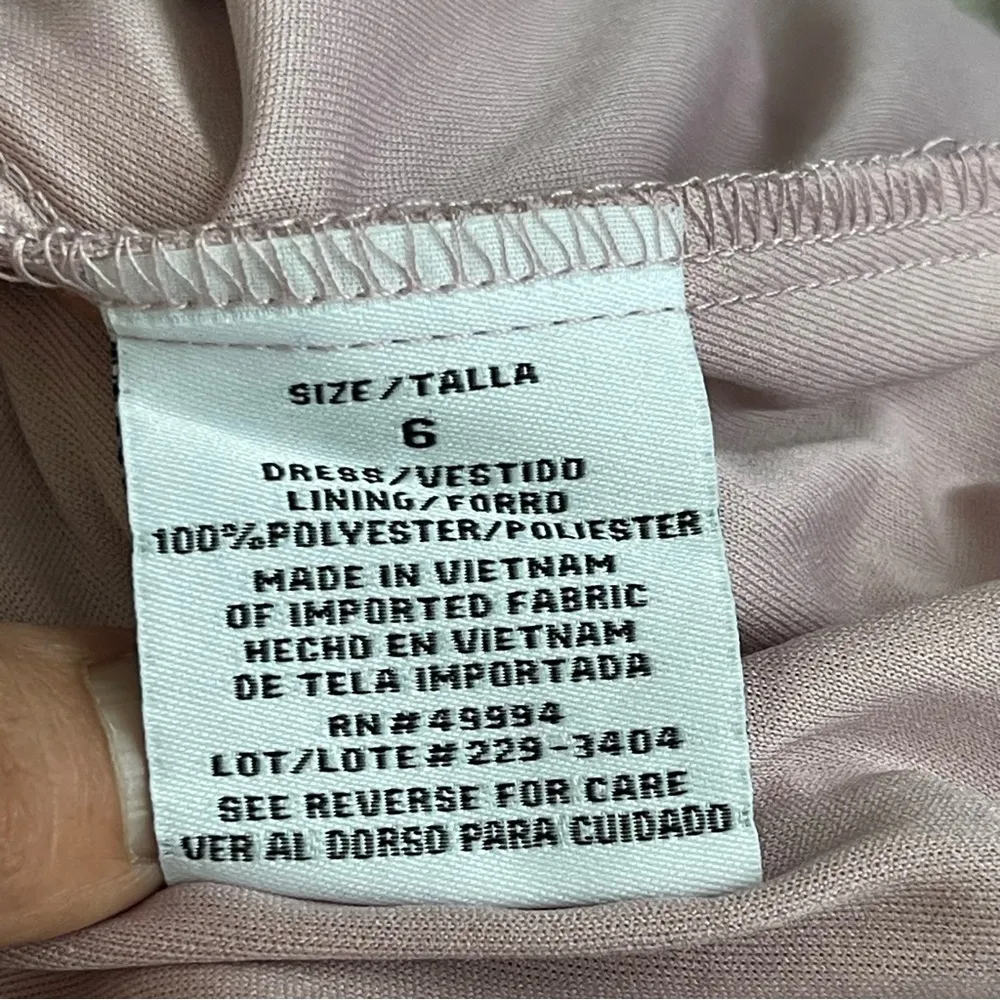 SIZE/TALLA
6
DRESS/VESTIDO
LINING/FORRO
100%POLYESTER/POLIESTER
MADE IN VIETNAM
OF IMPORTED FABRIC
HECHO EN VIETNAM
DE TELA IMPORTADA
RN#49994
LOT/LOTE#229-3404
SEE REVERSE FOR CARE
VER AL DORSO PARA CUIDADO